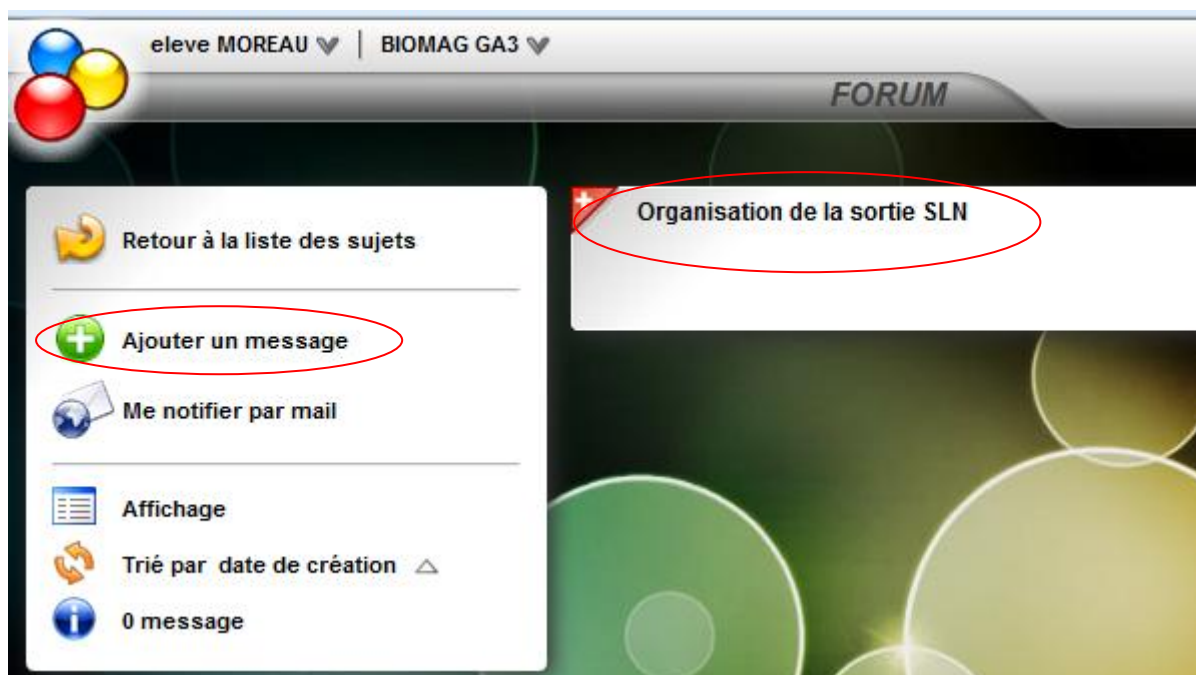 eleve MOREAU | BIOMAG GA3
FORUM
Retour à la liste des sujets
Ajouter un message
Me notifier par mail
Affichage
Trié par date de création
0 message
Organisation de la sortie SLN